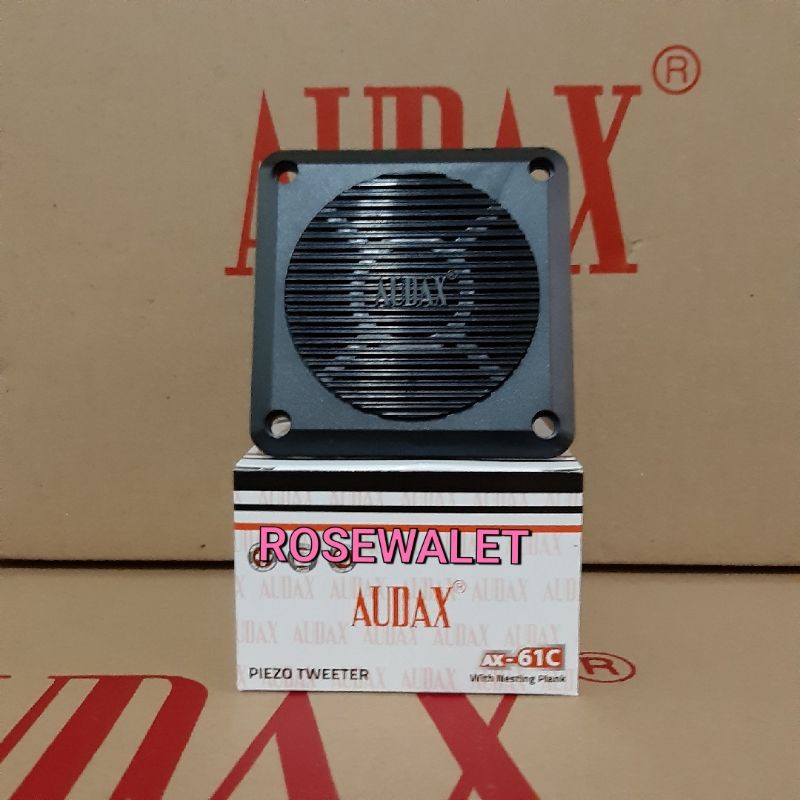 AUDAX®
AUDAX®
ROSEWALET
AUDAX®
PIEZO TWEETER
AX-61C
With Nesting Plank
AUDAX®